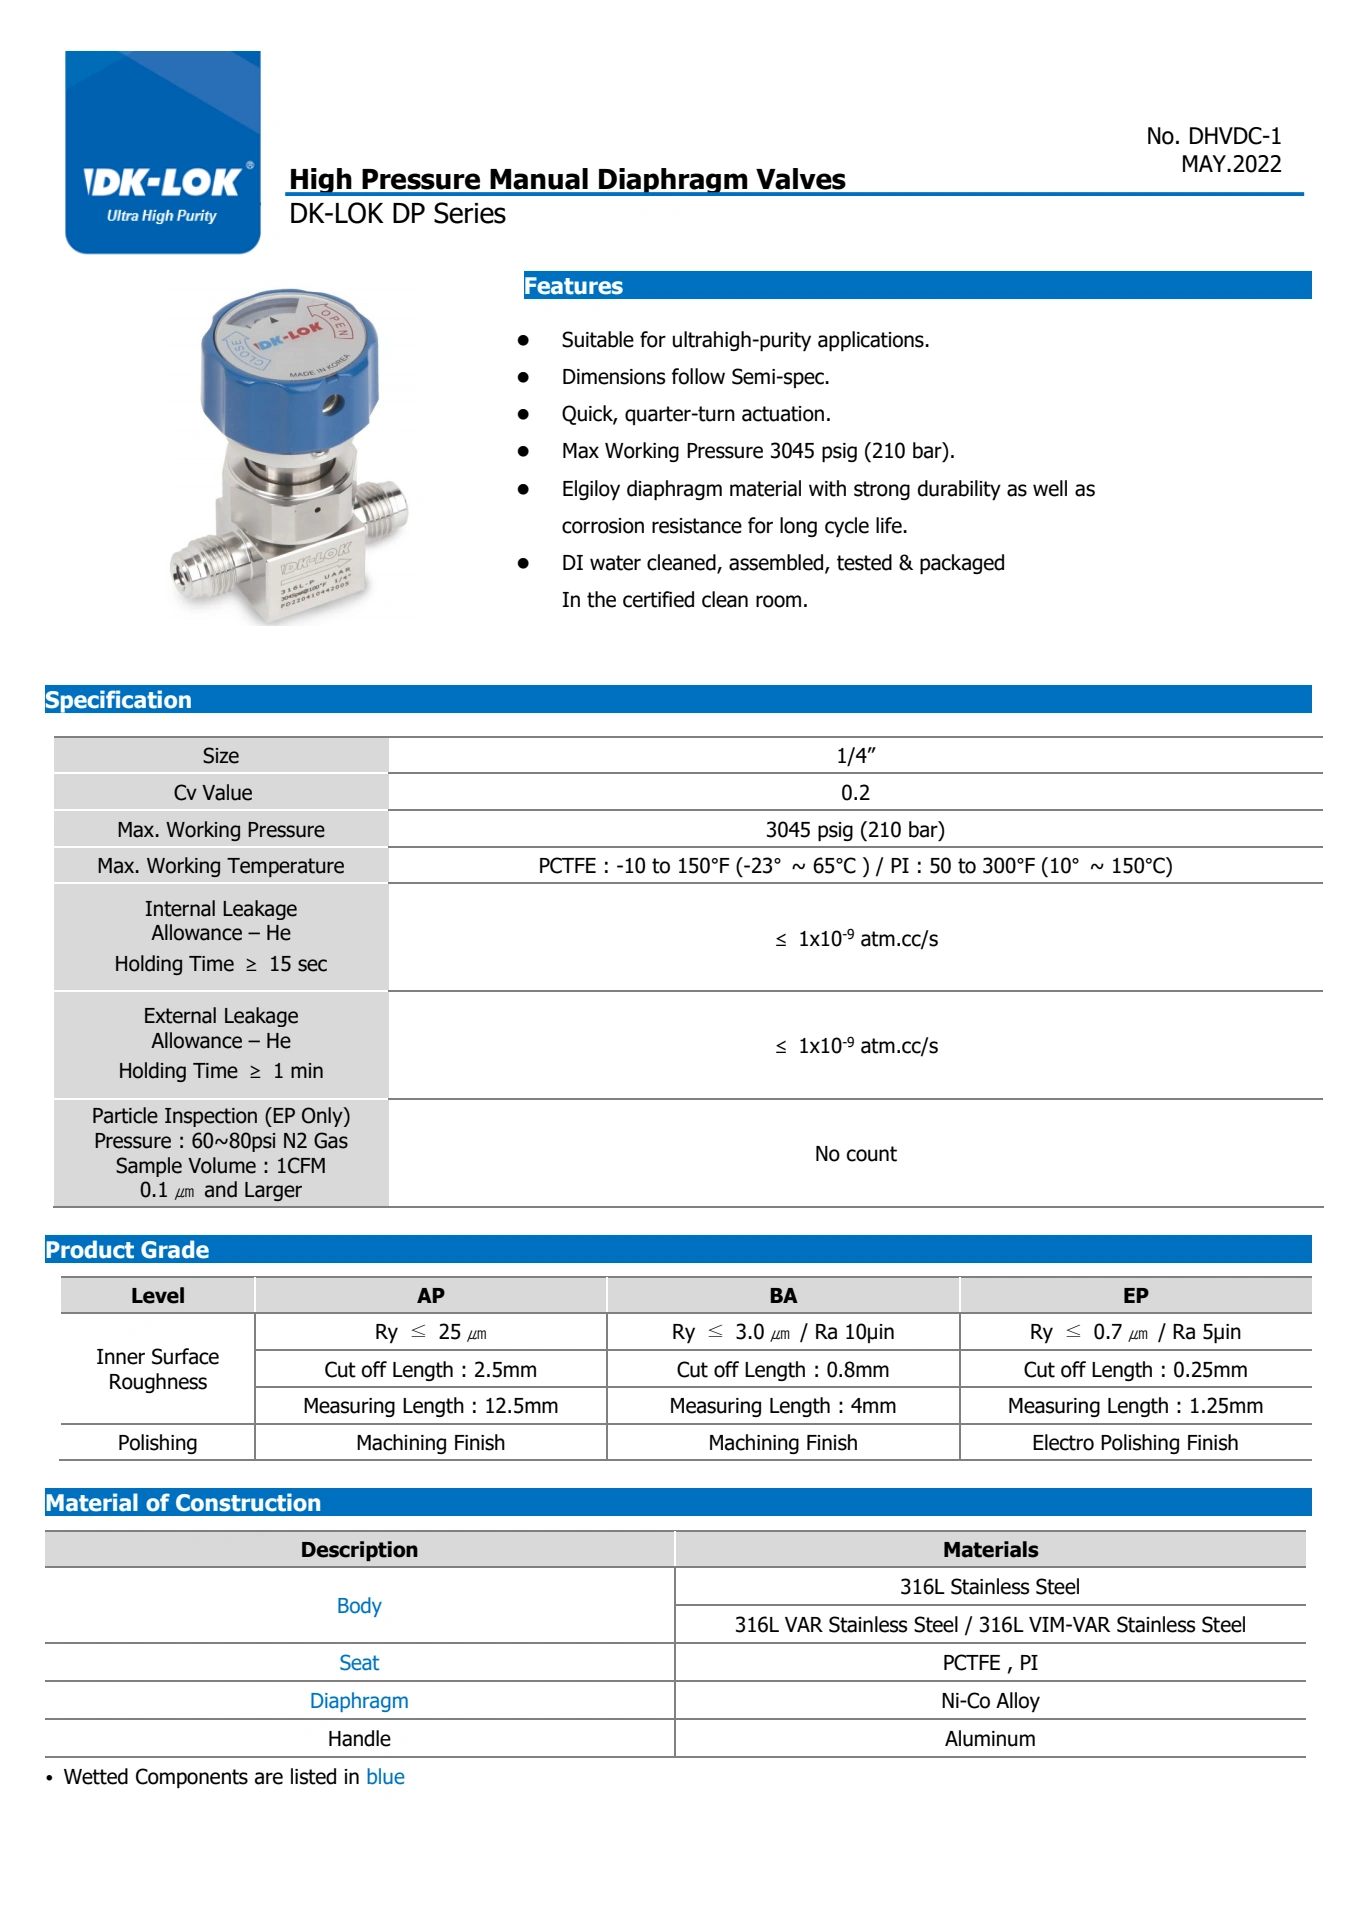 No. DHVDC-1
MAY.2022
DK-LOK®
Ultra High Purity
High Pressure Manual Diaphragm Valves
DK-LOK DP Series
Features
OPEN
DK-LOK
CLOSE
MADE IN KOREA
DK-LOK
316L-P UAAR
3045psi@100°F 1/4"
PD220410442005
● Suitable for ultrahigh-purity applications.
● Dimensions follow Semi-spec.
● Quick, quarter-turn actuation.
● Max Working Pressure 3045 psig (210 bar).
● Elgiloy diaphragm material with strong durability as well as
corrosion resistance for long cycle life.
● DI water cleaned, assembled, tested & packaged
In the certified clean room.
Specification
Size 1/4”
Cv Value 0.2
Max. Working Pressure 3045 psig (210 bar)
Max. Working Temperature PCTFE : -10 to 150°F (-23° ~ 65°C ) / PI : 50 to 300°F (10° ~ 150°C)
Internal Leakage
Allowance – He
Holding Time ≥ 15 sec
≤ 1x10⁻⁹ atm.cc/s
External Leakage
Allowance – He
Holding Time ≥ 1 min
≤ 1x10⁻⁹ atm.cc/s
Particle Inspection (EP Only)
Pressure : 60~80psi N2 Gas
Sample Volume : 1CFM
0.1 ㎛ and Larger
No count
Product Grade
Level AP BA EP
Inner Surface
Roughness
Ry ≤ 25 ㎛ Ry ≤ 3.0 ㎛ / Ra 10µin Ry ≤ 0.7 ㎛ / Ra 5µin
Cut off Length : 2.5mm Cut off Length : 0.8mm Cut off Length : 0.25mm
Measuring Length : 12.5mm Measuring Length : 4mm Measuring Length : 1.25mm
Polishing Machining Finish Machining Finish Electro Polishing Finish
Material of Construction
Description Materials
Body
316L Stainless Steel
316L VAR Stainless Steel / 316L VIM-VAR Stainless Steel
Seat PCTFE , PI
Diaphragm Ni-Co Alloy
Handle Aluminum
• Wetted Components are listed in blue